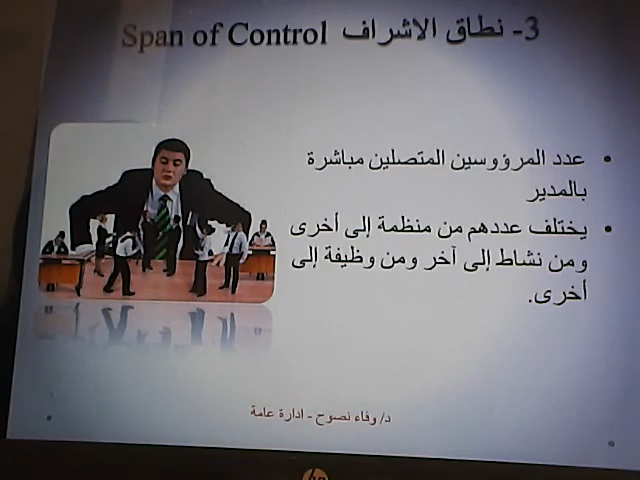 3- نطاق الاشراف Span of Control
• عدد المرؤوسين المتصلين مباشرة
بالمدير
• يختلف عددهم من منظمة إلى أخرى
ومن نشاط إلى آخر ومن وظيفة إلى
أخرى.
د/ وفاء نصوح - ادارة عامة
hp